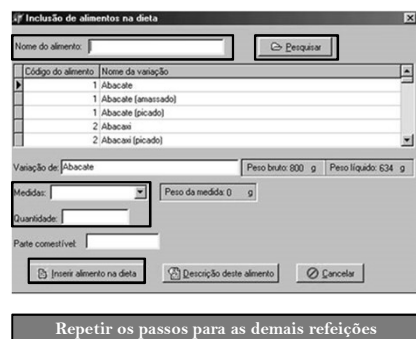 Inclusão de alimentos na dieta
Nome do alimento: Pesquisar
Código do alimento Nome da variação
1 Abacate
1 Abacate (amassado)
1 Abacate (picado)
2 Abacaxi
2 Abacaxi (picado)
Variação de: Abacate Peso bruto: 800 g Peso líquido: 634 g
Medidas: Peso da medida: 0 g
Quantidade:
Parte comestível:
Inserir alimento na dieta Descrição deste alimento Cancelar
Repetir os passos para as demais refeições